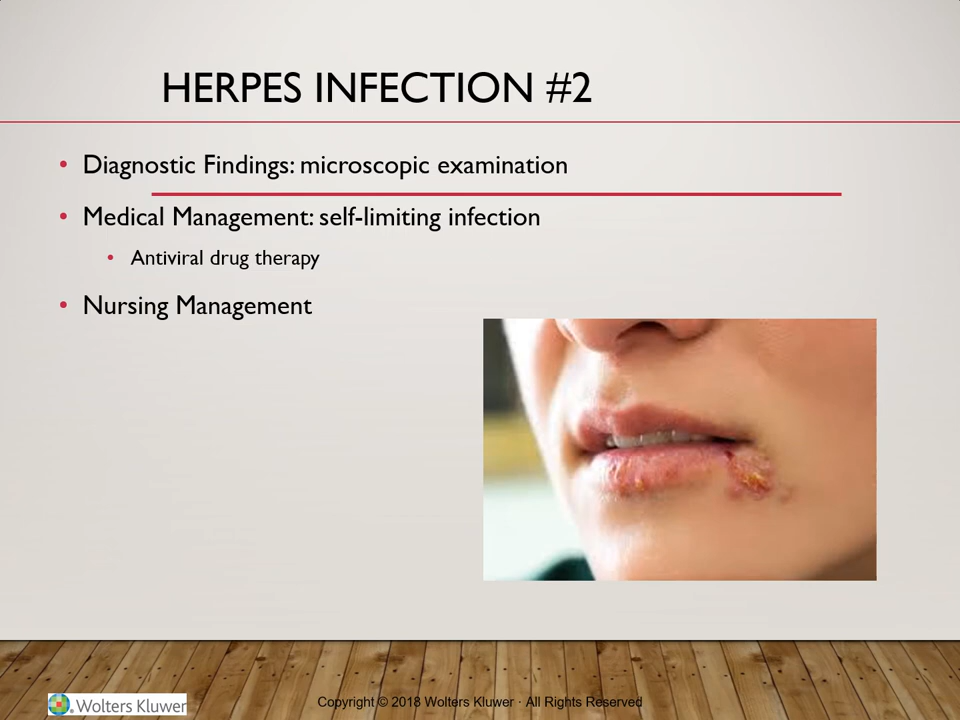 HERPES INFECTION #2
• Diagnostic Findings: microscopic examination
• Medical Management: self-limiting infection
• Antiviral drug therapy
• Nursing Management
Wolters Kluwer
Copyright © 2018 Wolters Kluwer · All Rights Reserved